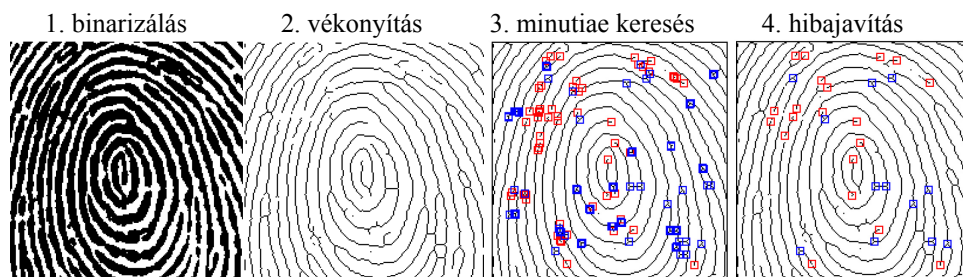 1. binarizálás 2. vékonyítás 3. minutiae keresés 4. hibajavítás